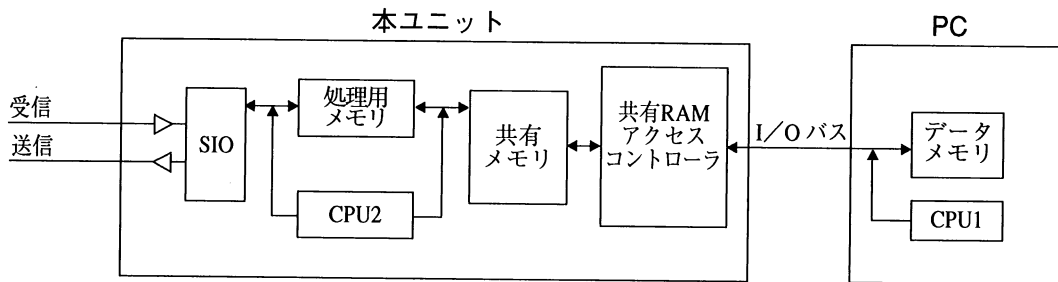 本ユニット
PC
受信
送信
SIO
処理用
メモリ
CPU2
共有
メモリ
共有RAM
アクセス
コントローラ
I/Oバス
データ
メモリ
CPU1